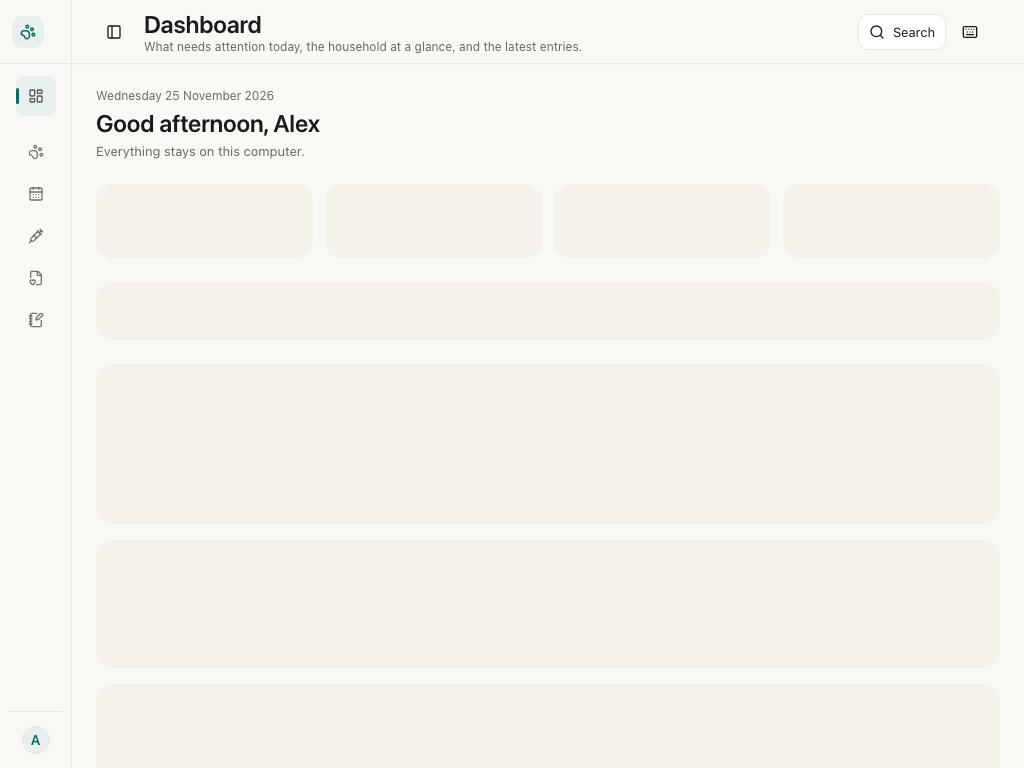 Dashboard
What needs attention today, the household at a glance, and the latest entries.
Search
Wednesday 25 November 2026
Good afternoon, Alex
Everything stays on this computer.
A